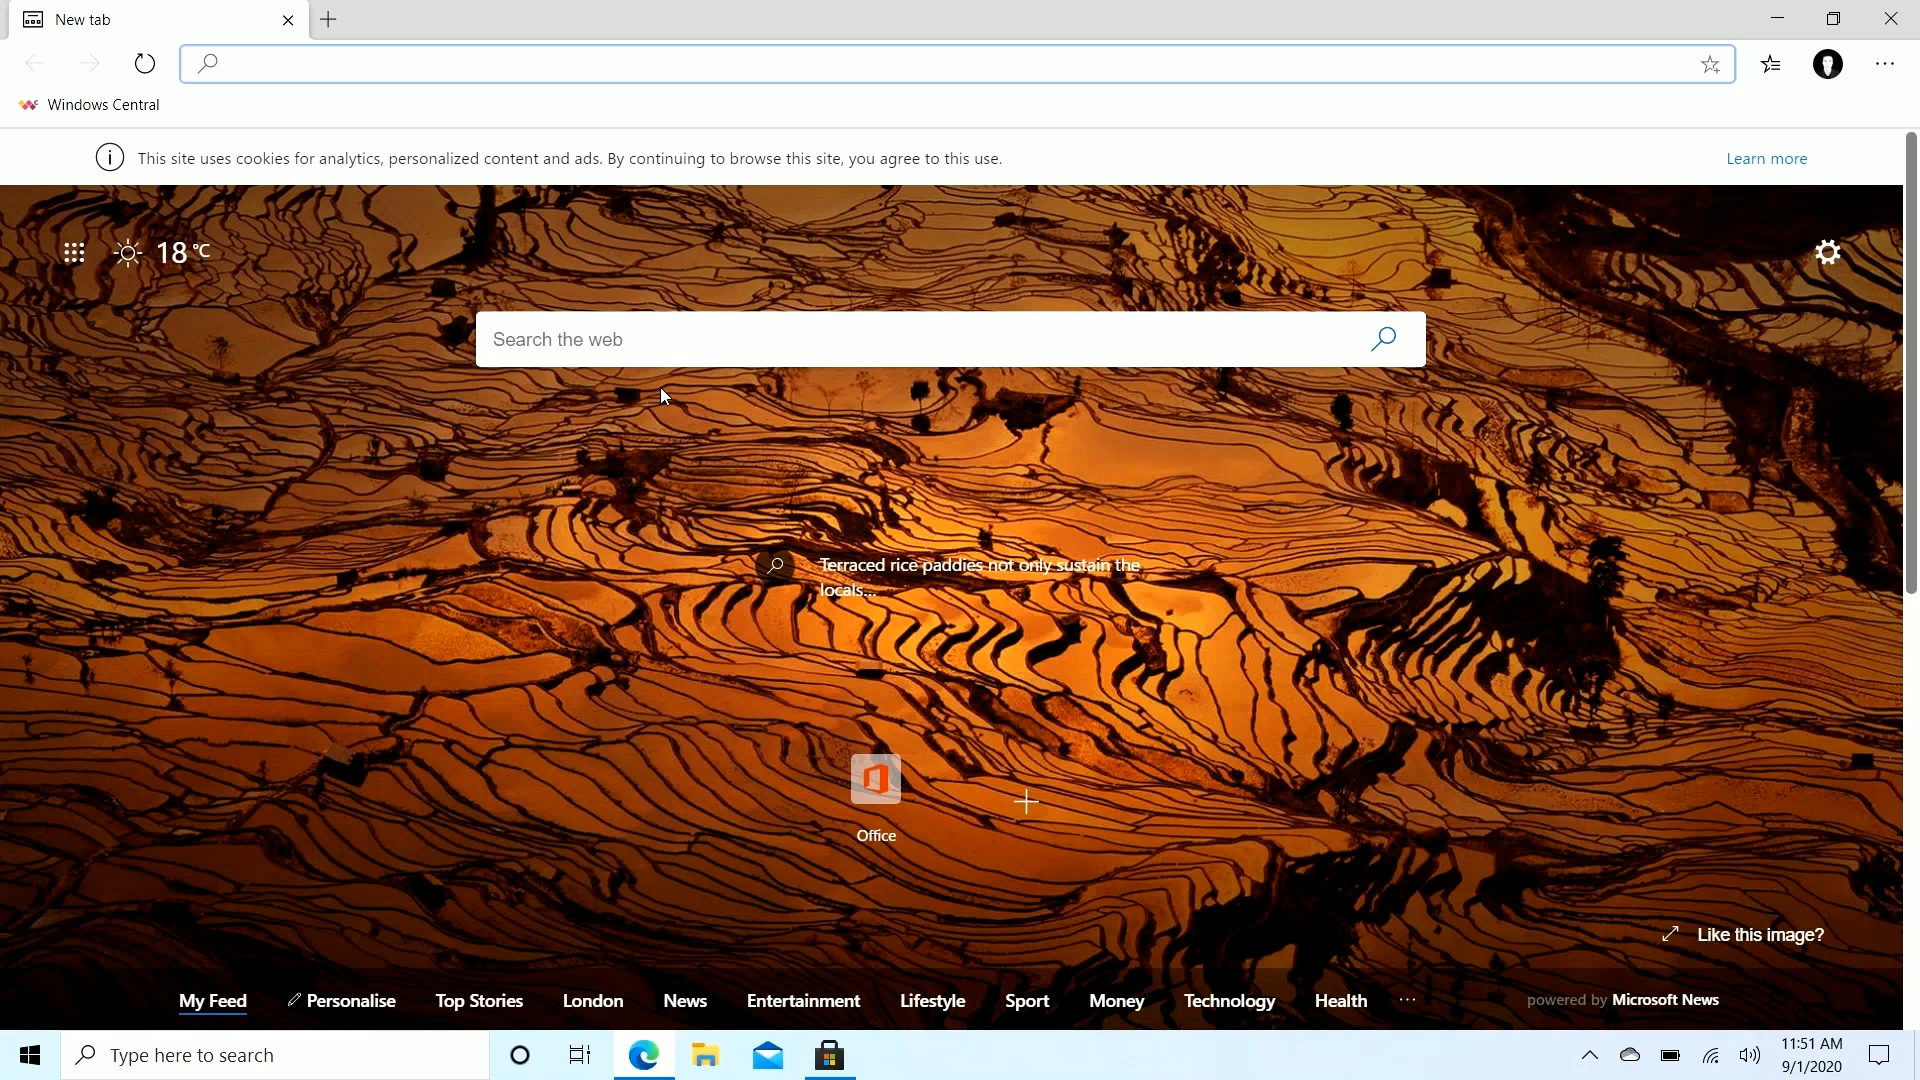 New tab
Windows Central
This site uses cookies for analytics, personalized content and ads. By continuing to browse this site, you agree to this use.
Learn more
18 °C
Search the web
Terraced rice paddies not only sustain the
locals...
Office
Like this image?
My Feed
Personalise
Top Stories
London
News
Entertainment
Lifestyle
Sport
Money
Technology
Health
...
powered by Microsoft News
Type here to search
11:51 AM
9/1/2020